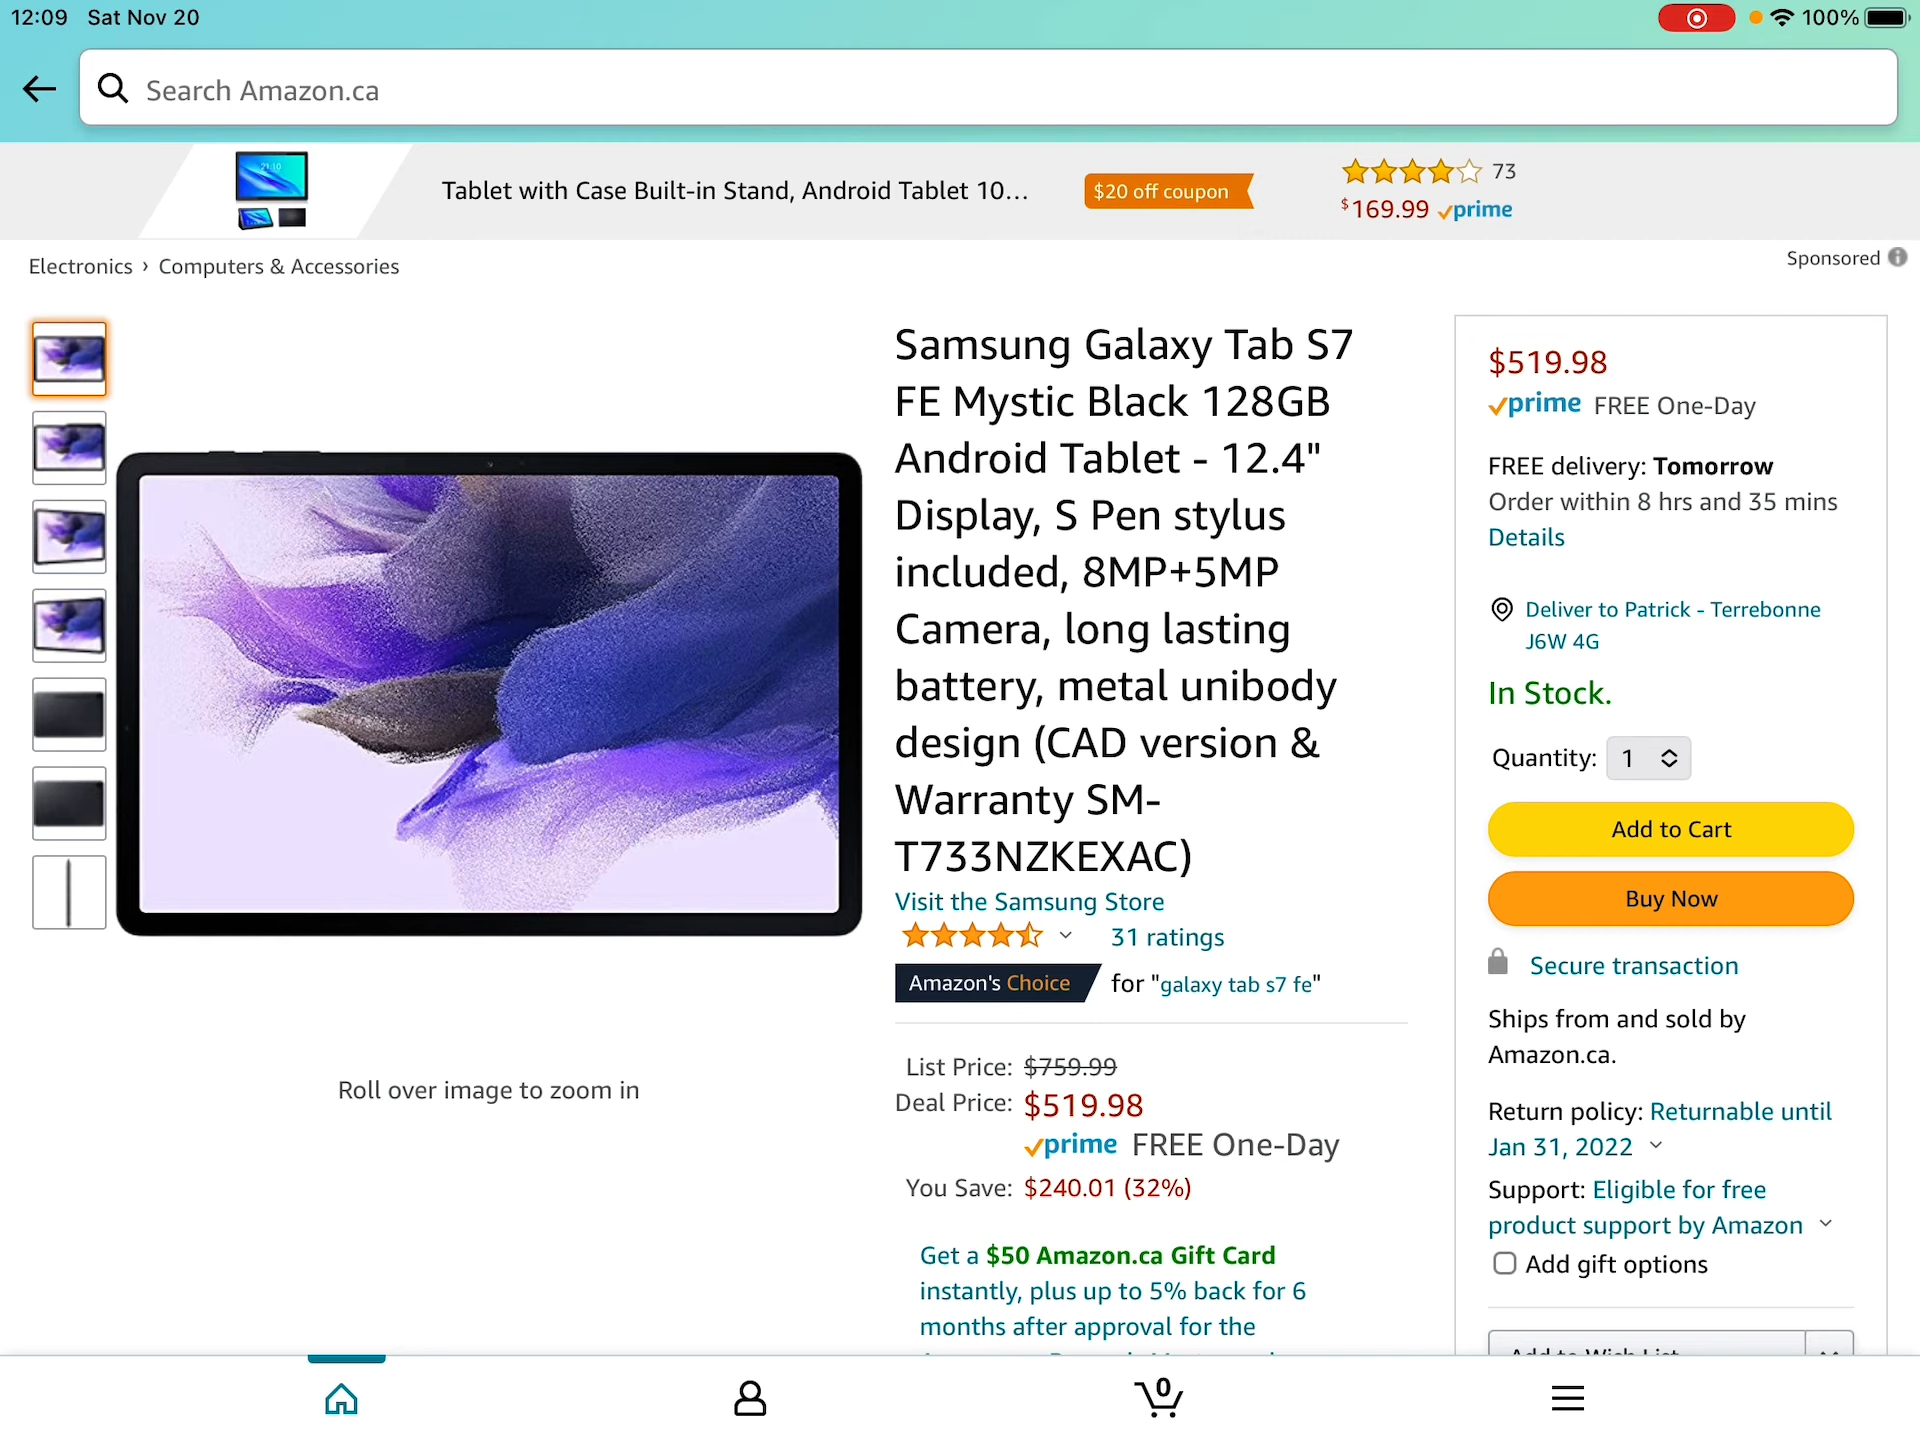 12:09 Sat Nov 20
100%
Search Amazon.ca
21:10
Tablet with Case Built-in Stand, Android Tablet 10...
$20 off coupon
73
$169.99 prime
Electronics › Computers & Accessories
Sponsored
Samsung Galaxy Tab S7
FE Mystic Black 128GB
Android Tablet - 12.4"
Display, S Pen stylus
included, 8MP+5MP
Camera, long lasting
battery, metal unibody
design (CAD version &
Warranty SM-
T733NZKEXAC)
Visit the Samsung Store
31 ratings
Amazon's Choice for "galaxy tab s7 fe"
List Price: $759.99
Deal Price: $519.98
prime FREE One-Day
You Save: $240.01 (32%)
Get a $50 Amazon.ca Gift Card
instantly, plus up to 5% back for 6
months after approval for the
Roll over image to zoom in
$519.98
prime FREE One-Day
FREE delivery: Tomorrow
Order within 8 hrs and 35 mins
Details
Deliver to Patrick - Terrebonne
J6W 4G
In Stock.
Quantity: 1
Add to Cart
Buy Now
Secure transaction
Ships from and sold by
Amazon.ca.
Return policy: Returnable until
Jan 31, 2022
Support: Eligible for free
product support by Amazon
Add gift options
Add to Wish List
0